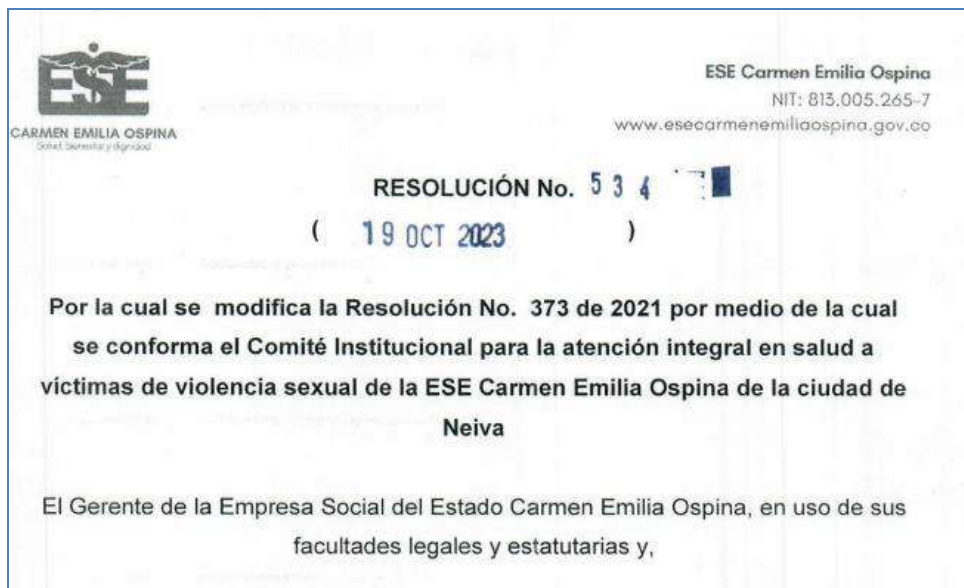 ESE
CARMEN EMILIA OSPINA
Salud, bienestar y dignidad
ESE Carmen Emilia Ospina
NIT: 813.005.265-7
www.esecarmenemiliaospina.gov.co
RESOLUCIÓN No. 534
( 19 OCT 2023 )
Por la cual se modifica la Resolución No. 373 de 2021 por medio de la cual
se conforma el Comité Institucional para la atención integral en salud a
víctimas de violencia sexual de la ESE Carmen Emilia Ospina de la ciudad de
Neiva
El Gerente de la Empresa Social del Estado Carmen Emilia Ospina, en uso de sus
facultades legales y estatutarias y,